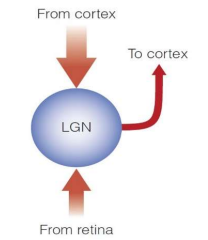 From cortex
To cortex
LGN
From retina